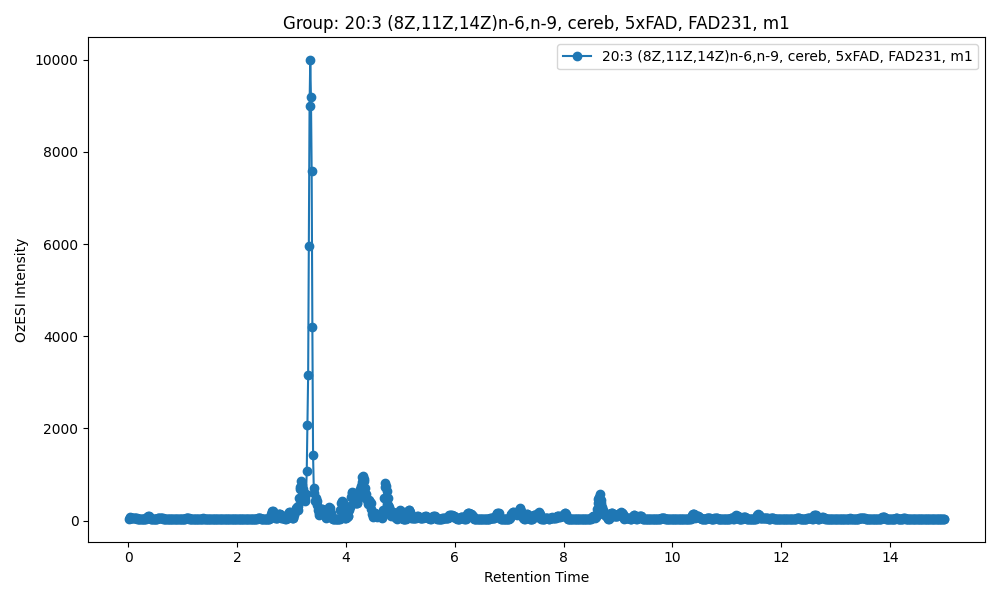 Group: 20:3 (8Z,11Z,14Z)n-6,n-9, cereb, 5xFAD, FAD231, m1
20:3 (8Z,11Z,14Z)n-6,n-9, cereb, 5xFAD, FAD231, m1
10000
8000
6000
4000
2000
0
OzESI Intensity
0 2 4 6 8 10 12 14
Retention Time